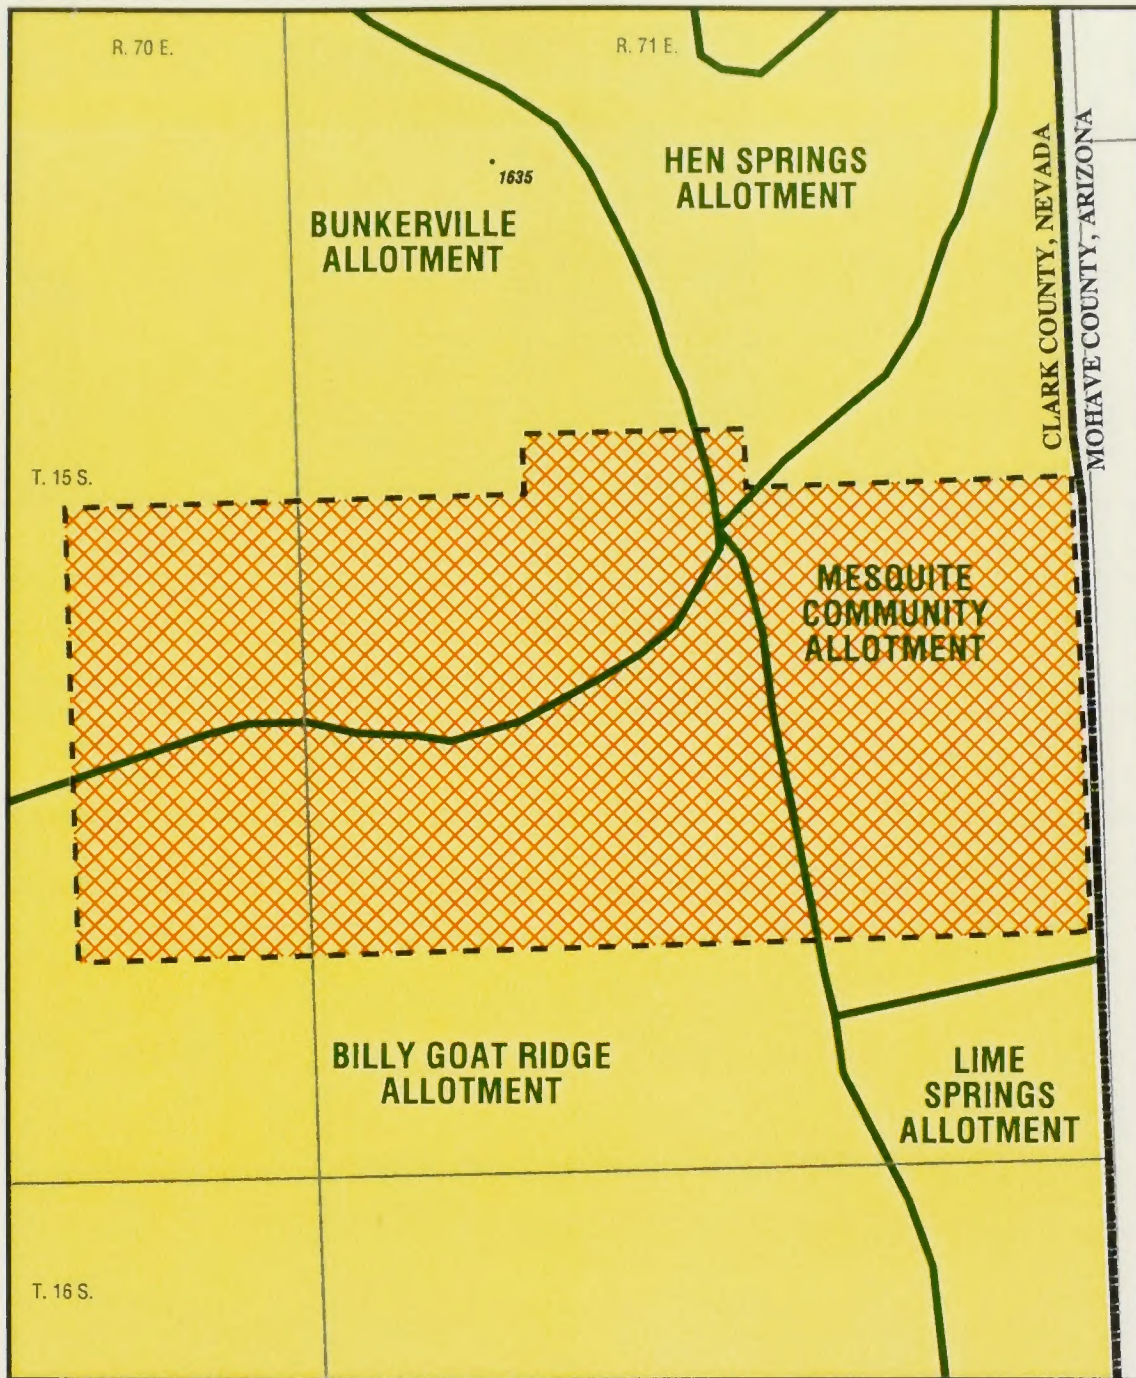 R. 70 E.
R. 71 E.
1635
HEN SPRINGS
ALLOTMENT
BUNKERVILLE
ALLOTMENT
CLARK COUNTY, NEVADA
MOHAVE COUNTY, ARIZONA
T. 15 S.
MESQUITE
COMMUNITY
ALLOTMENT
BILLY GOAT RIDGE
ALLOTMENT
LIME
SPRINGS
ALLOTMENT
T. 16 S.